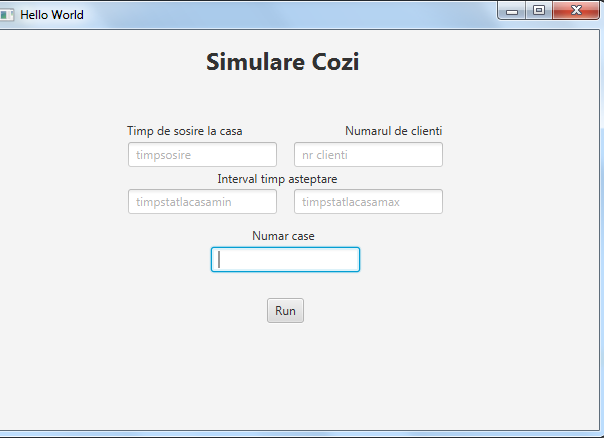 Hello World
Simulare Cozi
Timp de sosire la casa Numarul de clienti
timpsosire nr clienti
Interval timp asteptare
timpstatlacasamin timpstatlacasamax
Numar case
Run